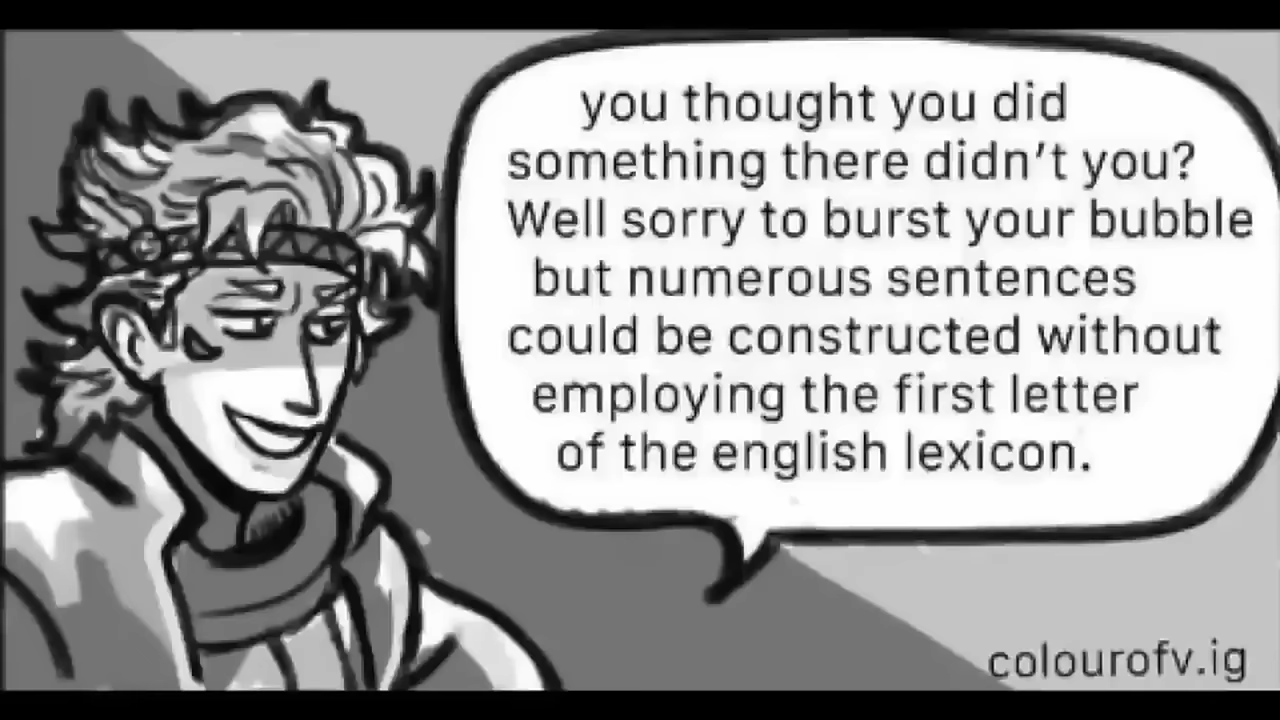 you thought you did
something there didn't you?
Well sorry to burst your bubble
but numerous sentences
could be constructed without
employing the first letter
of the english lexicon.
colourofv.ig